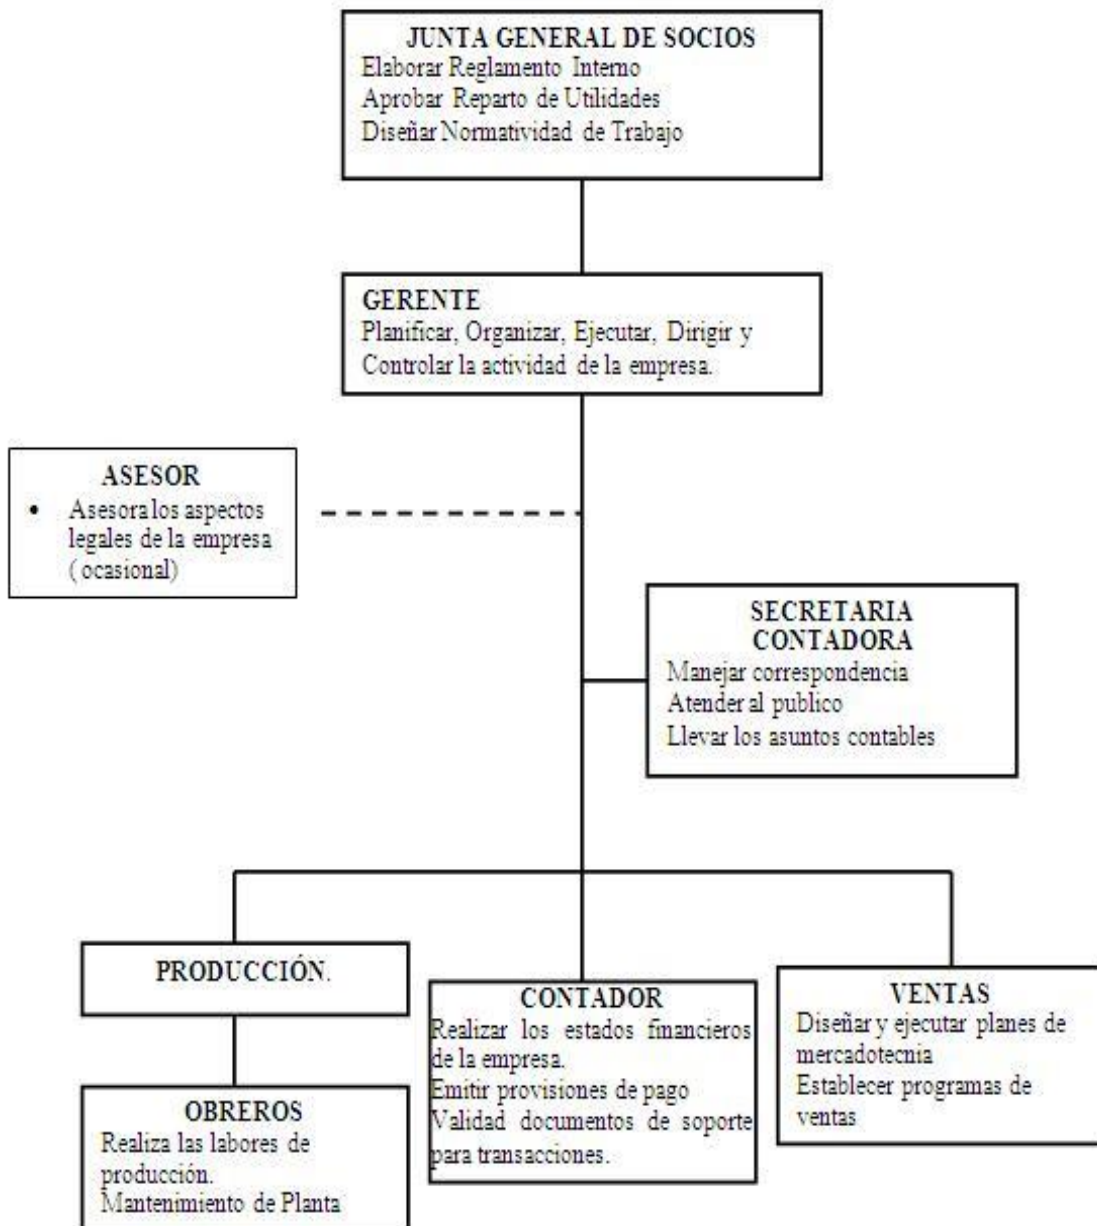 JUNTA GENERAL DE SOCIOS
Elaborar Reglamento Interno
Aprobar Reparto de Utilidades
Diseñar Normatividad de Trabajo
GERENTE
Planificar, Organizar, Ejecutar, Dirigir y
Controlar la actividad de la empresa.
ASESOR
• Asesora los aspectos
legales de la empresa
( ocasional)
SECRETARIA
CONTADORA
Manejar correspondencia
Atender al publico
Llevar los asuntos contables
PRODUCCIÓN.
OBREROS
Realiza las labores de
producción.
Mantenimiento de Planta
CONTADOR
Realizar los estados financieros
de la empresa.
Emitir provisiones de pago
Validad documentos de soporte
para transacciones.
VENTAS
Diseñar y ejecutar planes de
mercadotecnia
Establecer programas de
ventas